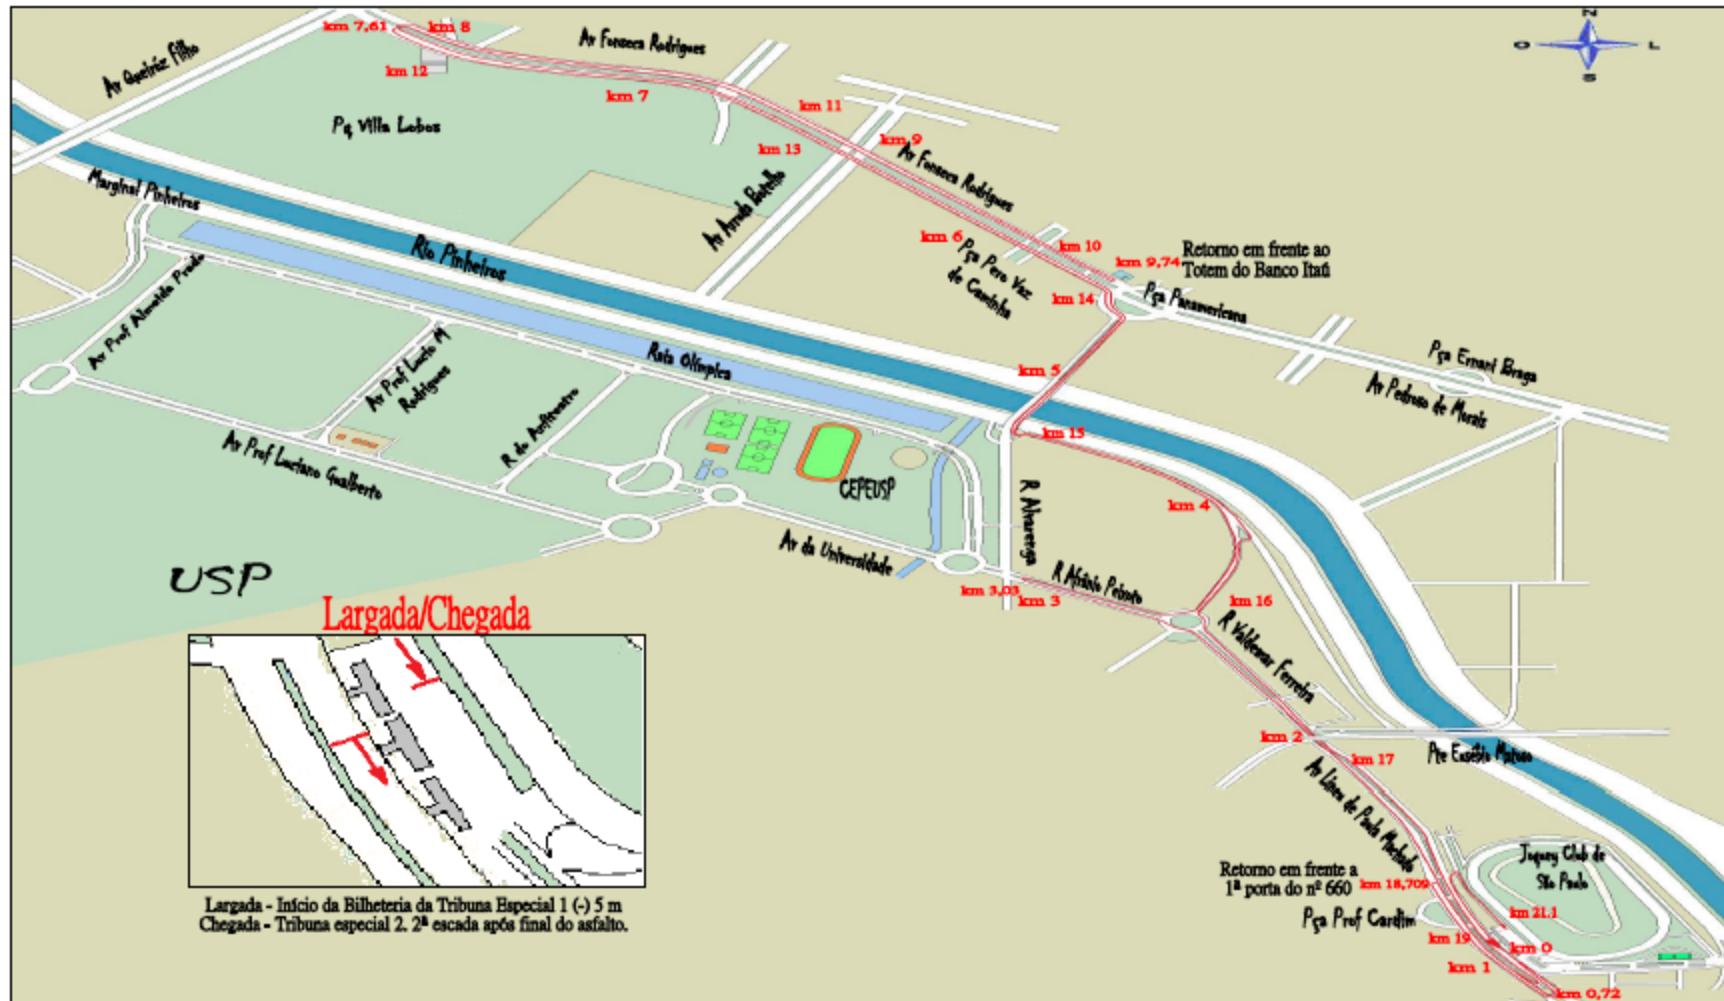 km 7,61
km 8
Av Queiróz Filho
Av Fonseca Rodrigues
N
O
L
S
km 12
km 7
km 11
Pq Villa Lobos
km 13
km 9
Av Fonseca Rodrigues
Marginal Pinheiros
Av Arruda Botelho
Rio Pinheiros
km 6
km 10
Pça Pero Vaz
de Caminha
km 9,74
Retorno em frente ao
Totem do Banco Itaú
km 14
Pça Panamericana
Av Prof Almeida Prado
Av Prof Lucio M
Rodrigues
Raia Olímpica
km 5
Pça Ernani Braga
Av Pedroso de Morais
R do Anfiteatro
Av Prof Luciano Gualberto
km 15
CEPEUSP
R Alvarenga
km 4
Av da Universidade
USP
R Afrânio Peixoto
km 3,03
km 3
km 16
R Valdemar Ferreira
Largada/Chegada
km 2
km 17
Pte Eusébio Matoso
Av Lineu de Paula Machado
Joquey Club de
São Paulo
Retorno em frente a
1ª porta do nº 660
km 18,709
Pça Prof Cardim
km 21.1
km 19
km 0
km 1
km 0,72
Largada - Início da Bilheteria da Tribuna Especial 1 (-) 5 m
Chegada - Tribuna especial 2. 2ª escada após final do asfalto.